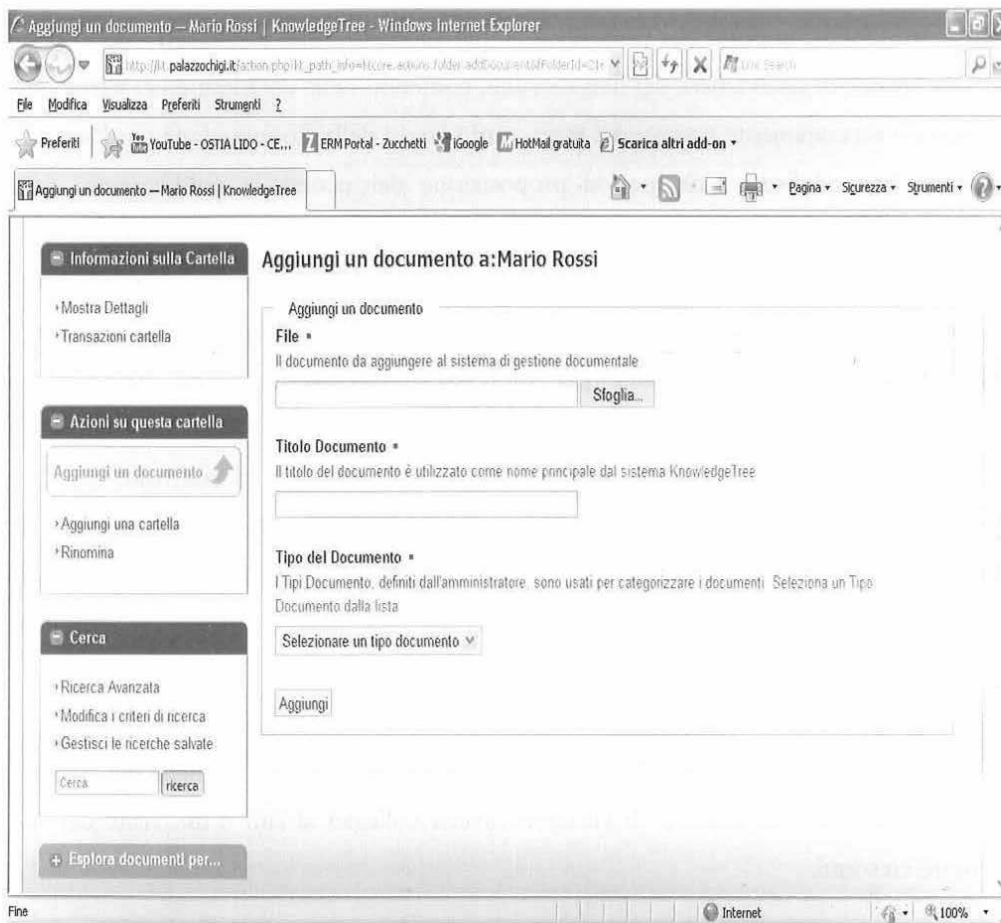 Aggiungi un documento — Mario Rossi | KnowledgeTree - Windows Internet Explorer
palazzochigi.it
Live Search
File Modifica Visualizza Preferiti Strumenti ?
Preferiti
YouTube - OSTIA LIDO - CE... ERM Portal - Zucchetti iGoogle HotMail gratuita Scarica altri add-on
Aggiungi un documento — Mario Rossi | KnowledgeTree
Pagina Sicurezza Strumenti
Informazioni sulla Cartella
Mostra Dettagli
Transazioni cartella
Azioni su questa cartella
Aggiungi un documento
Aggiungi una cartella
Rinomina
Cerca
Ricerca Avanzata
Modifica i criteri di ricerca
Gestisci le ricerche salvate
Cerca ricerca
+ Esplora documenti per...
Aggiungi un documento a:Mario Rossi
Aggiungi un documento
File
Il documento da aggiungere al sistema di gestione documentale
Sfoglia...
Titolo Documento
Il titolo del documento è utilizzato come nome principale dal sistema KnowledgeTree
Tipo del Documento
I Tipi Documento, definiti dall'amministratore, sono usati per categorizzare i documenti. Seleziona un Tipo
Documento dalla lista
Selezionare un tipo documento
Aggiungi
Fine
Internet
100%